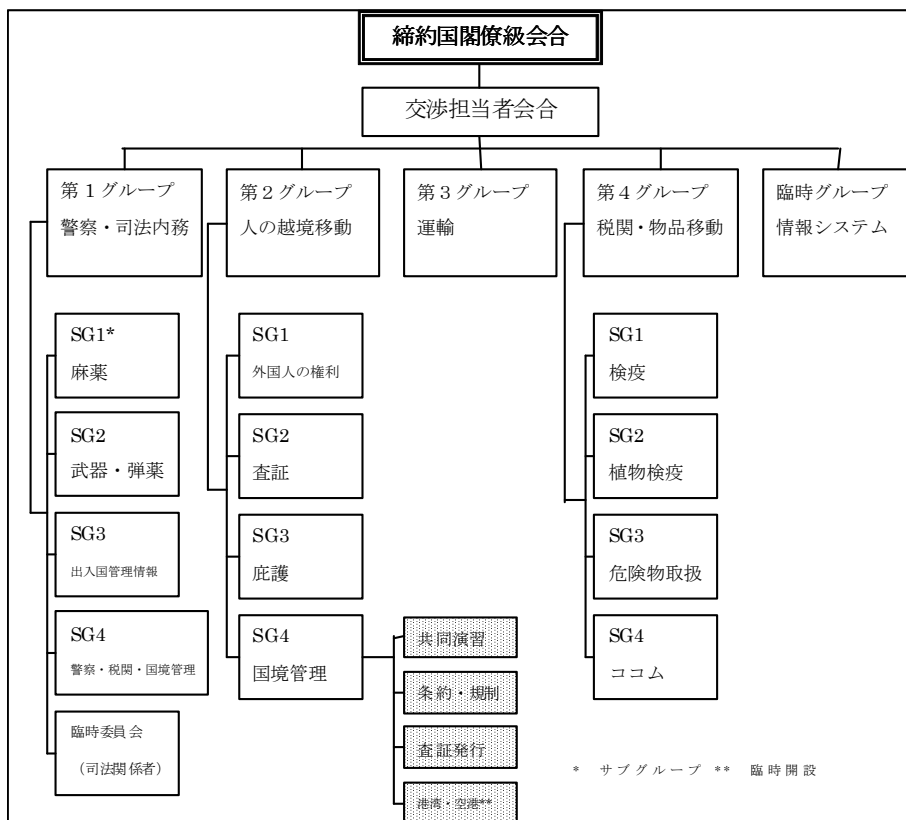 締約国閣僚級会合
交渉担当者会合
第１グループ
警察・司法内務
第２グループ
人の越境移動
第３グループ
運輸
第４グループ
税関・物品移動
臨時グループ
情報システム
SG1*
麻薬
SG2
武器・弾薬
SG3
出入国管理情報
SG4
警察・税関・国境管理
臨時委員会
（司法関係者）
SG1
外国人の権利
SG2
査証
SG3
庇護
SG4
国境管理
共同演習
条約・規制
査証発行
港湾・空港**
SG1
検疫
SG2
植物検疫
SG3
危険物取扱
SG4
ココム
* サブグループ ** 臨時開設